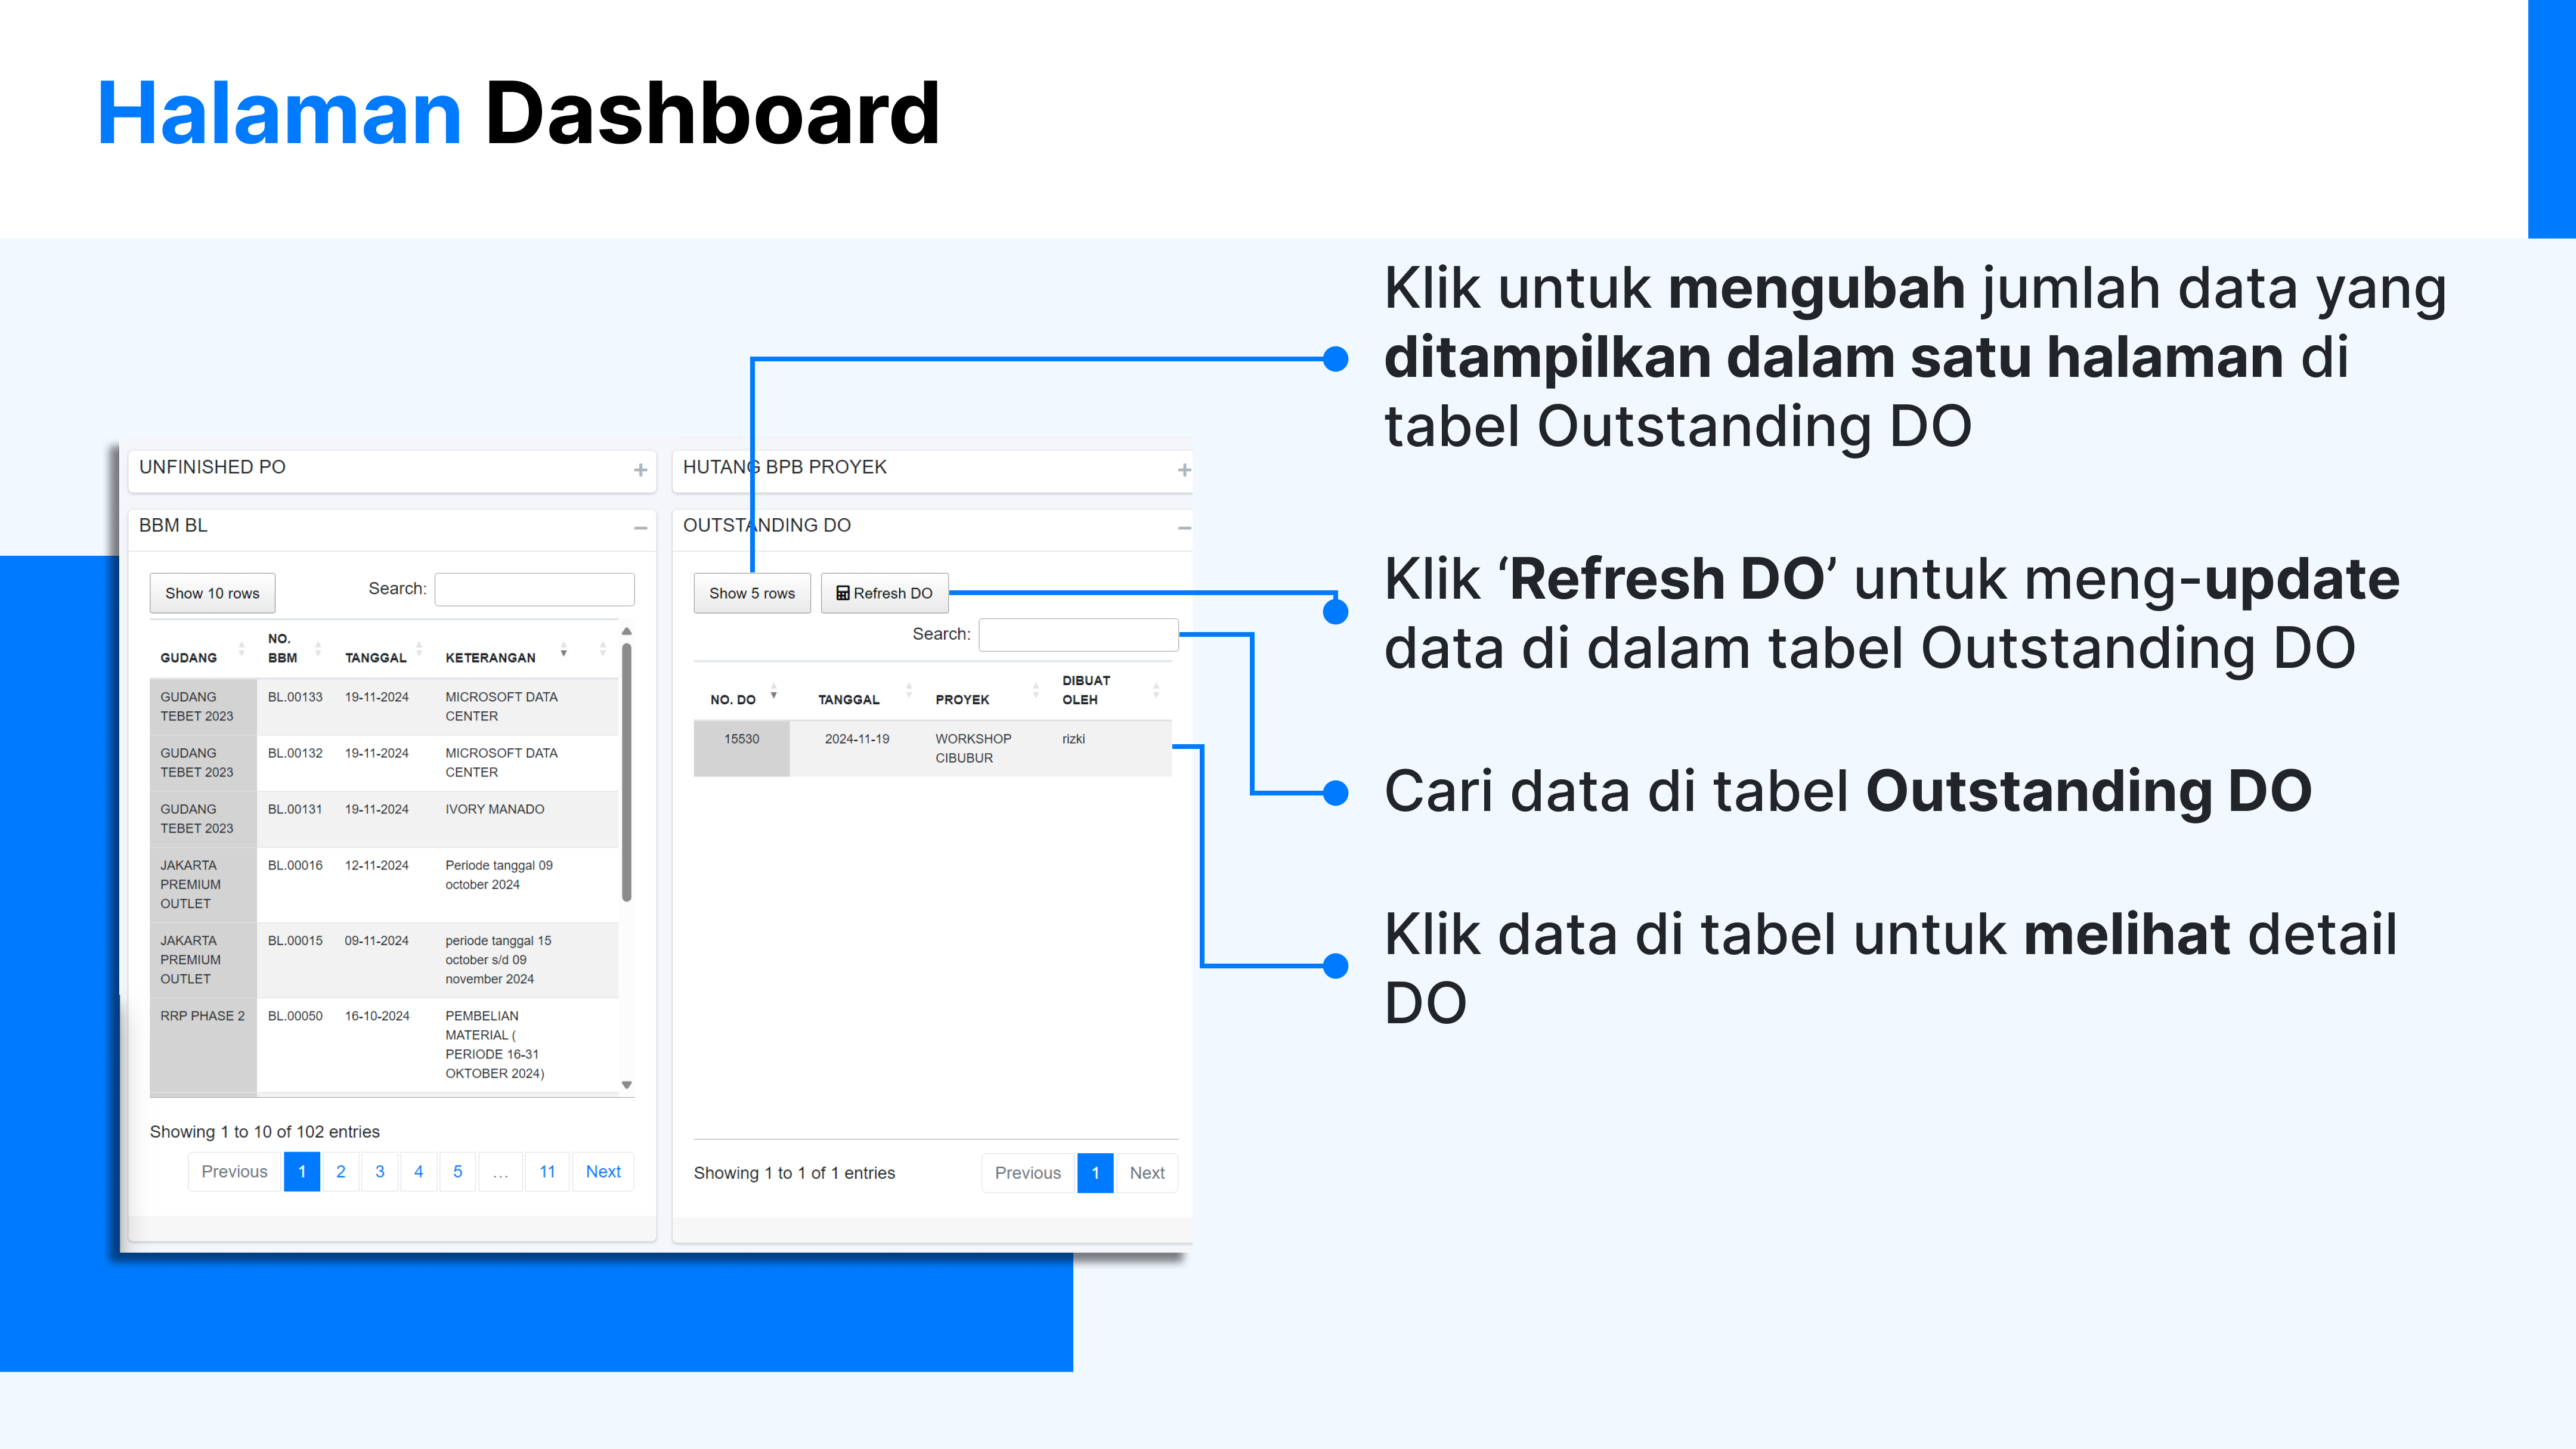 Halaman Dashboard
Klik untuk mengubah jumlah data yang
ditampilkan dalam satu halaman di
tabel Outstanding DO
Klik ‘Refresh DO’ untuk meng-update
data di dalam tabel Outstanding DO
Cari data di tabel Outstanding DO
Klik data di tabel untuk melihat detail
DO
UNFINISHED PO
BBM BL
Show 10 rows
Search:
GUDANG NO. BBM TANGGAL KETERANGAN
GUDANG BL.00133 19-11-2024 MICROSOFT DATA
TEBET 2023 CENTER
GUDANG BL.00132 19-11-2024 MICROSOFT DATA
TEBET 2023 CENTER
GUDANG BL.00131 19-11-2024 IVORY MANADO
TEBET 2023
JAKARTA BL.00016 12-11-2024 Periode tanggal 09
PREMIUM october 2024
OUTLET
JAKARTA BL.00015 09-11-2024 periode tanggal 15
PREMIUM october s/d 09
OUTLET november 2024
RRP PHASE 2 BL.00050 16-10-2024 PEMBELIAN
MATERIAL (
PERIODE 16-31
OKTOBER 2024)
Showing 1 to 10 of 102 entries
Previous 1 2 3 4 5 … 11 Next
HUTANG BPB PROYEK
OUTSTANDING DO
Show 5 rows Refresh DO
Search:
NO. DO TANGGAL PROYEK DIBUAT OLEH
15530 2024-11-19 WORKSHOP rizki
CIBUBUR
Showing 1 to 1 of 1 entries
Previous 1 Next